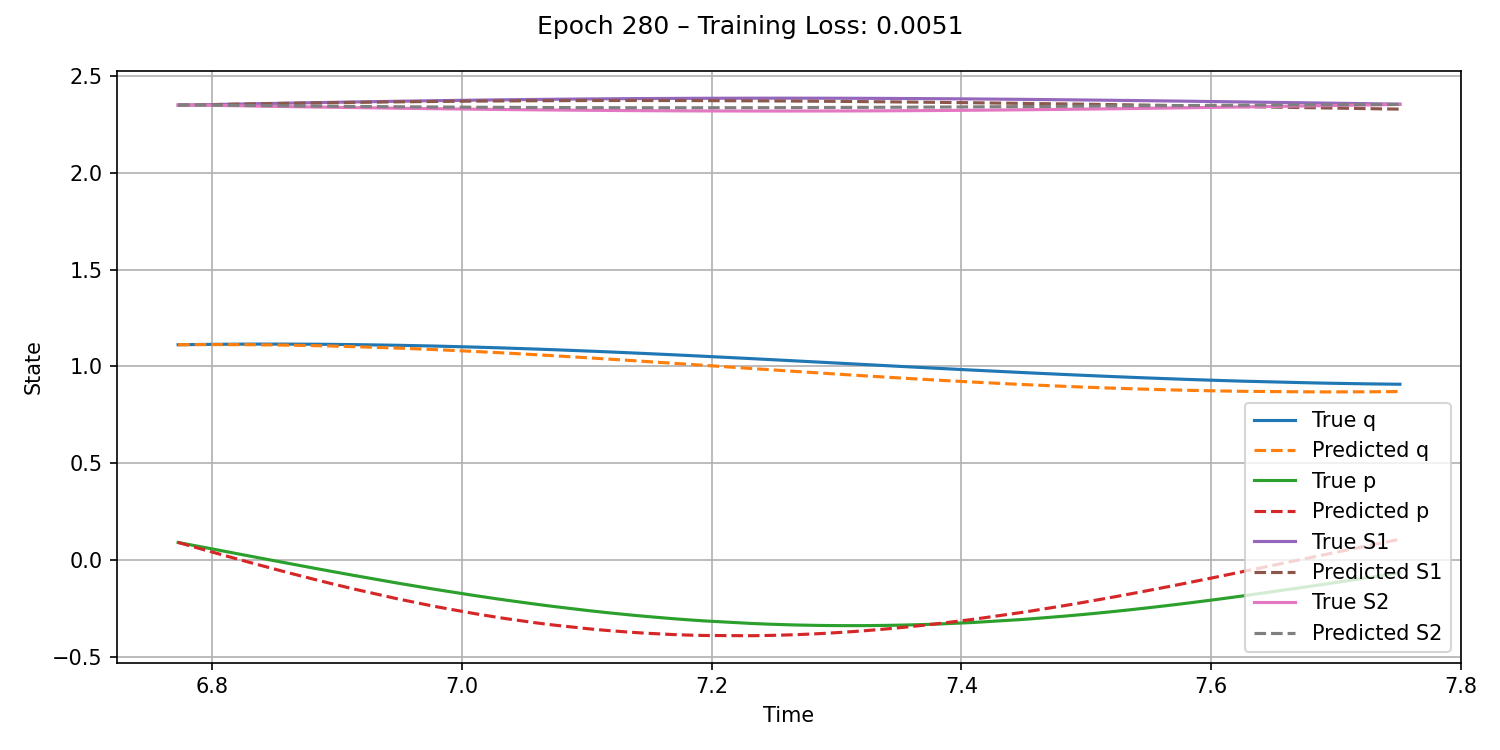 Epoch 280 – Training Loss: 0.0051
2.5
2.0
1.5
1.0
0.5
0.0
−0.5
State
True q
Predicted q
True p
Predicted p
True S1
Predicted S1
True S2
Predicted S2
6.8 7.0 7.2 7.4 7.6 7.8
Time